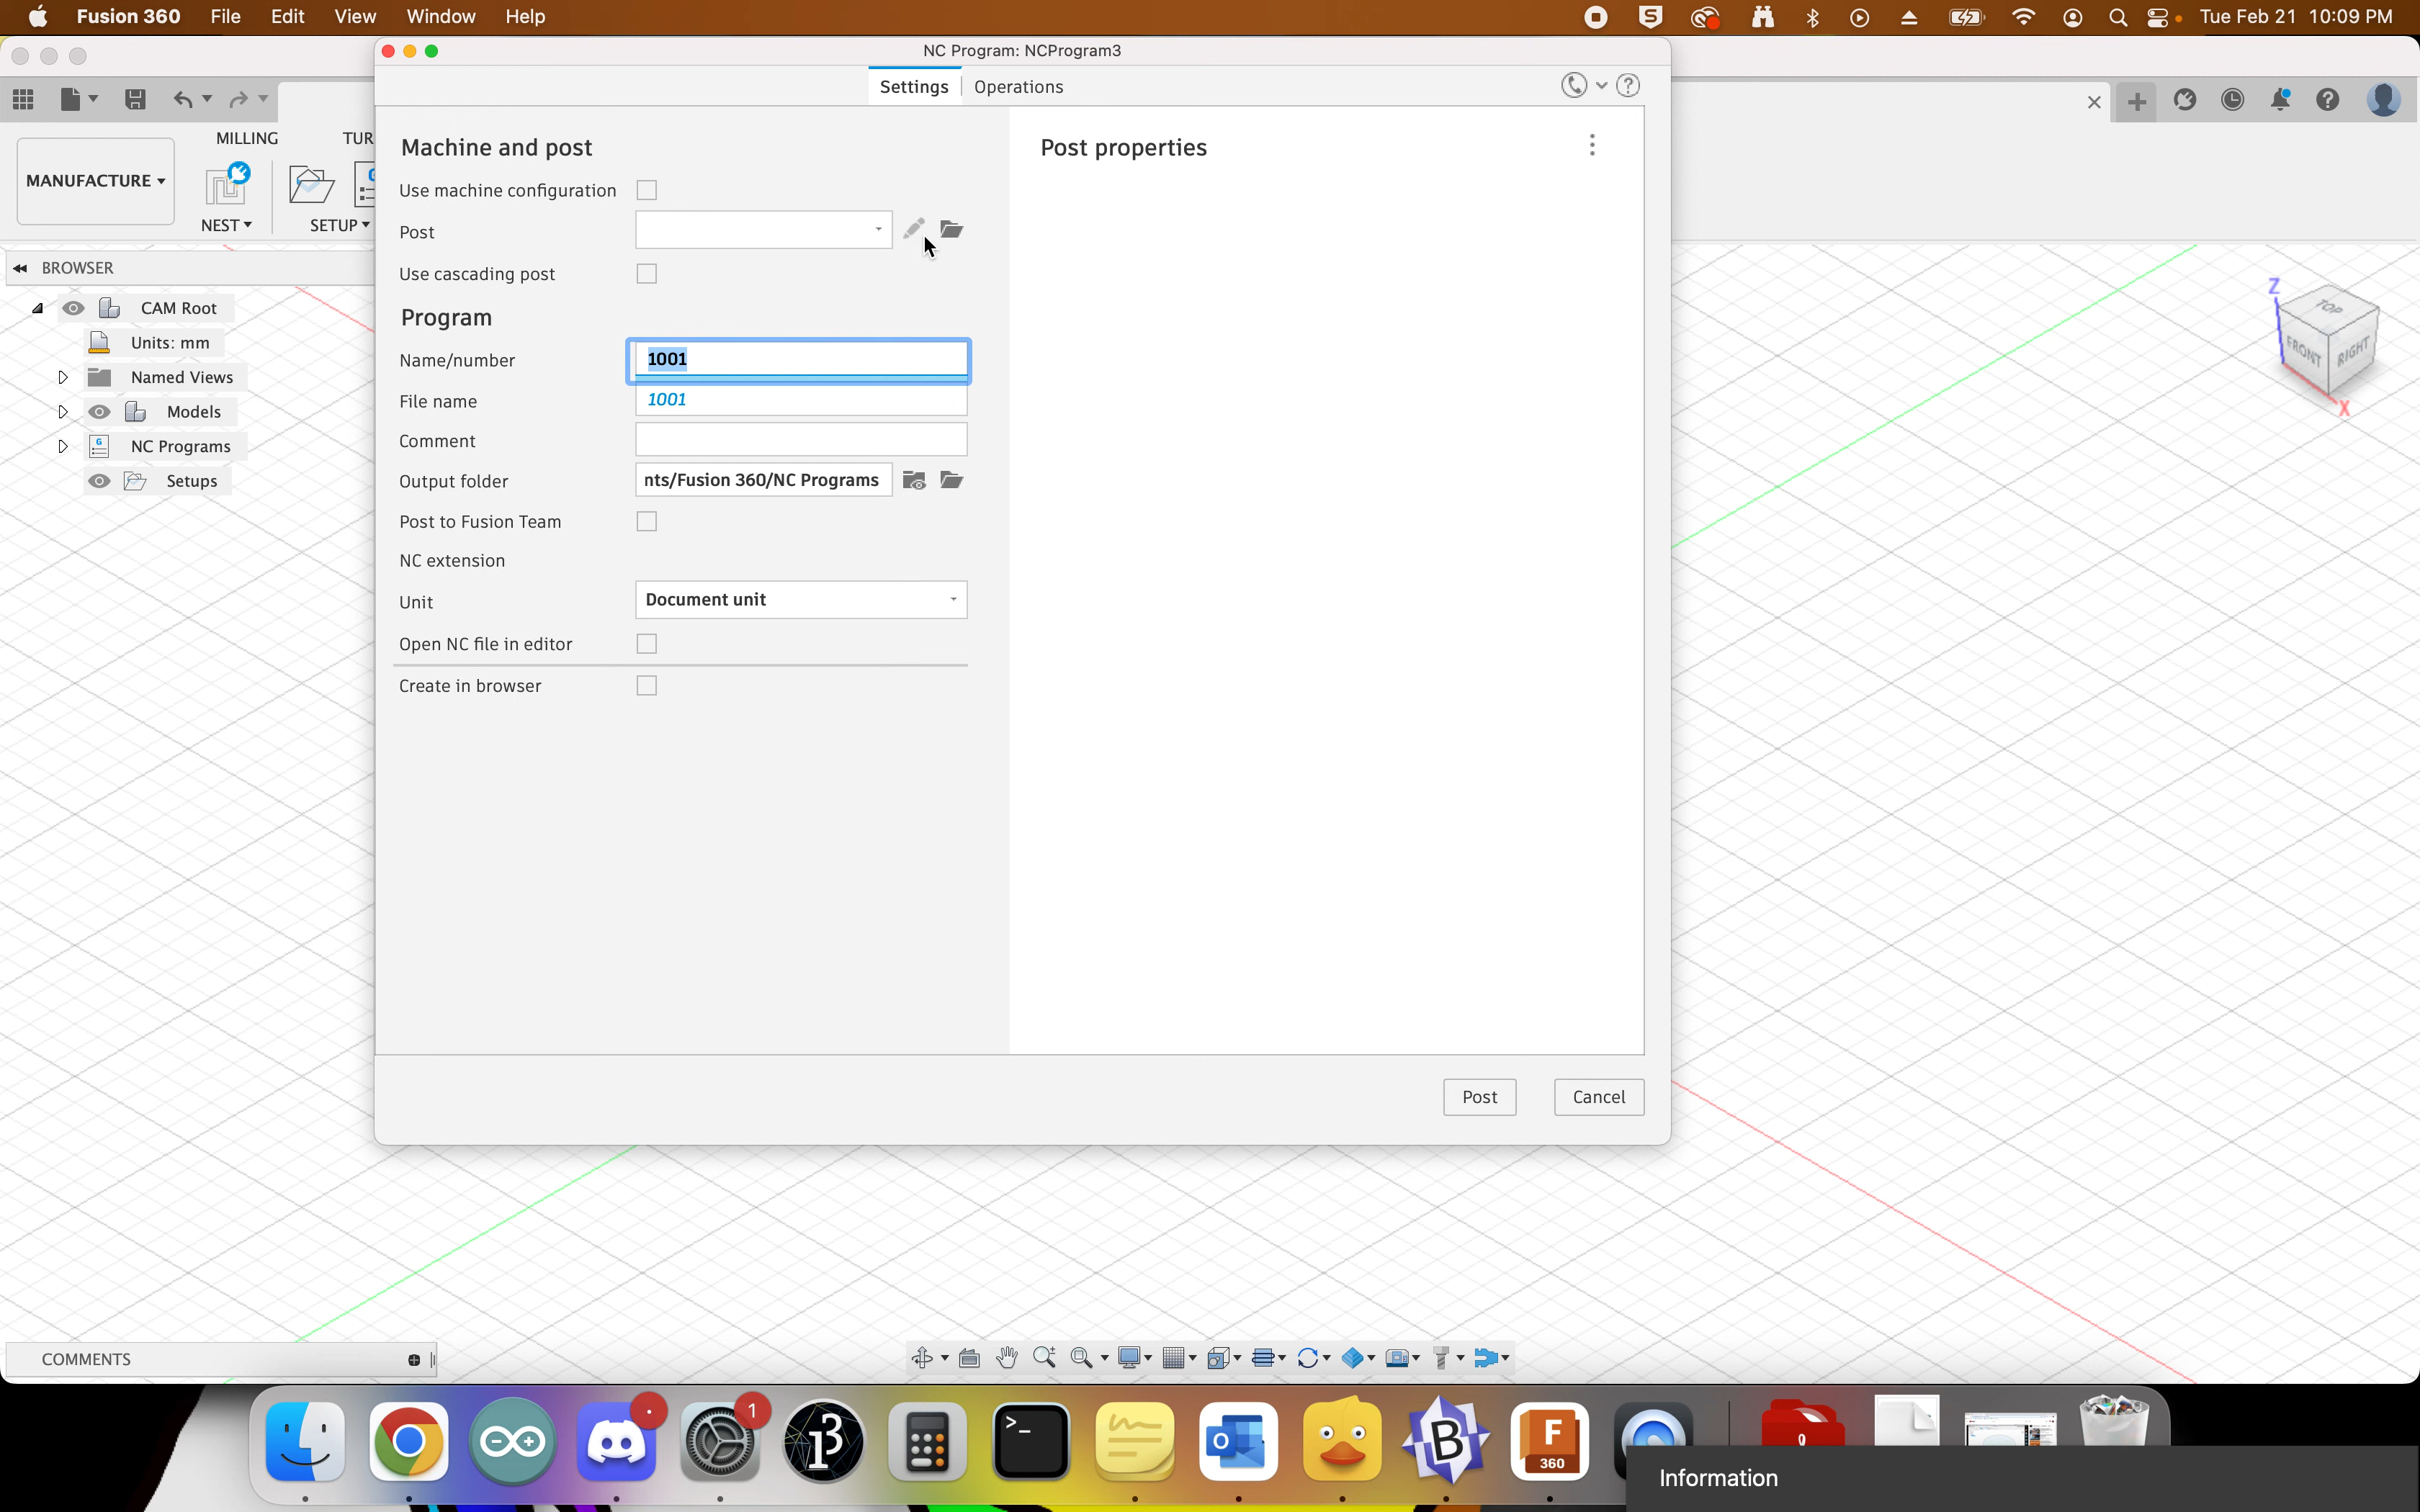 Fusion 360 File Edit View Window Help Tue Feb 21 10:09 PM
NC Program: NCProgram3
Settings Operations
MILLING TUR
MANUFACTURE
NEST SETUP
BROWSER
CAM Root
Units: mm
Named Views
Models
NC Programs
Setups
Machine and post
Use machine configuration
Post
Use cascading post
Program
Name/number 1001
File name 1001
Comment
Output folder nts/Fusion 360/NC Programs
Post to Fusion Team
NC extension
Unit Document unit
Open NC file in editor
Create in browser
Post properties
Post Cancel
Z
TOP
FRONT RIGHT
X
COMMENTS
1
F
360
Information